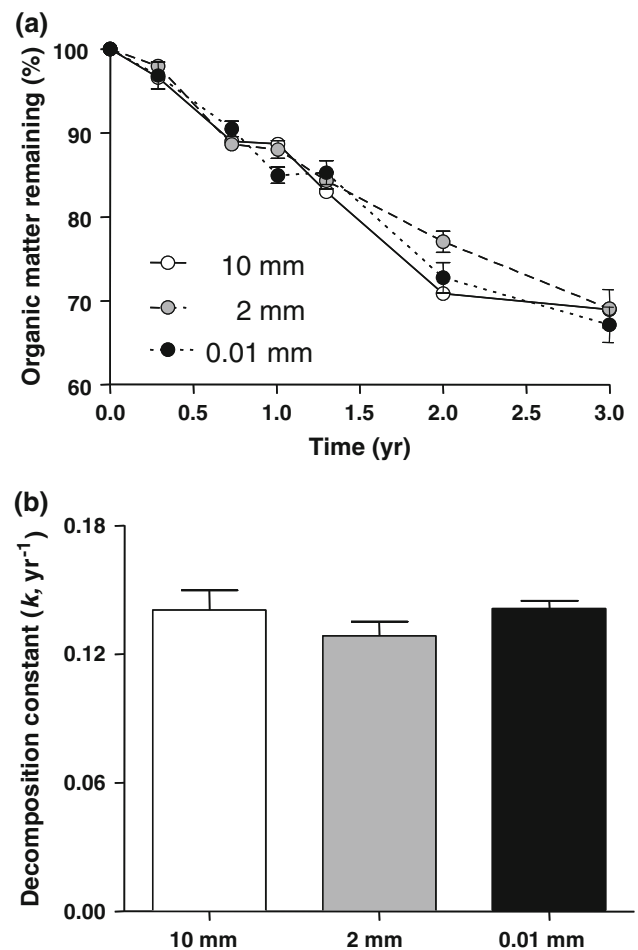 (a)
Organic matter remaining (%)
100
90
80
70
60
10 mm
2 mm
0.01 mm
0.0 0.5 1.0 1.5 2.0 2.5 3.0
Time (yr)
(b)
Decomposition constant (k, yr⁻¹)
0.18
0.12
0.06
0.00
10 mm 2 mm 0.01 mm